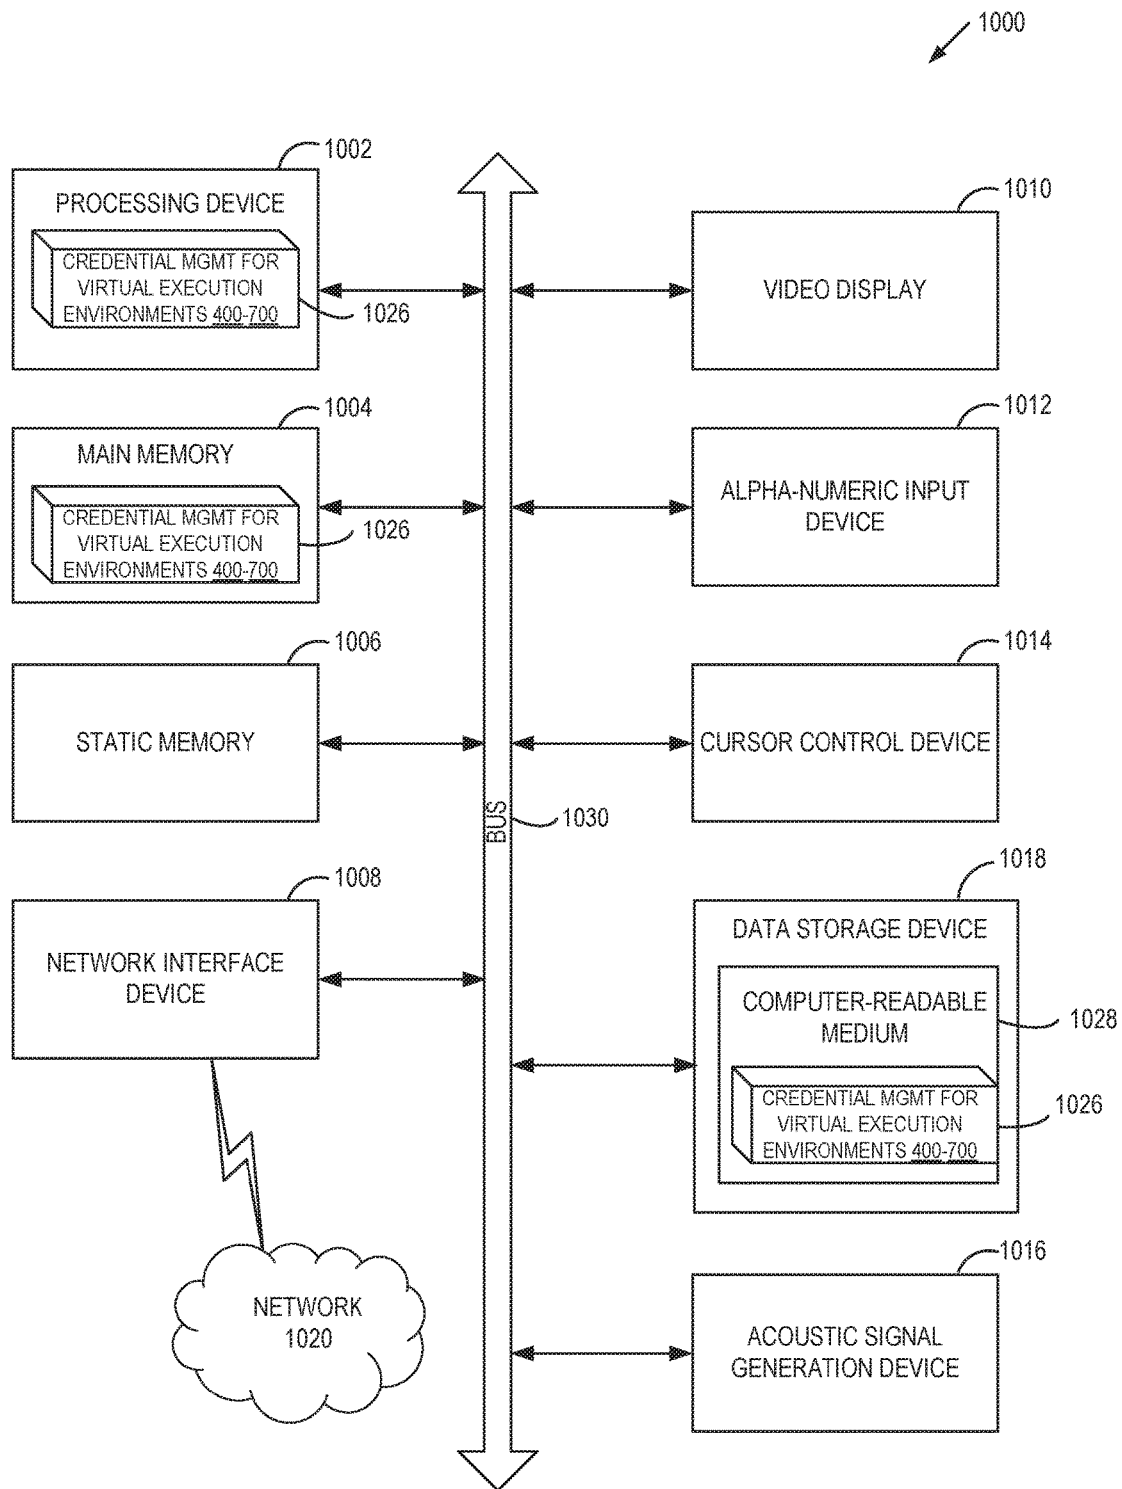 1000
1002
PROCESSING DEVICE
CREDENTIAL MGMT FOR
VIRTUAL EXECUTION
ENVIRONMENTS 400-700
1026
1004
MAIN MEMORY
CREDENTIAL MGMT FOR
VIRTUAL EXECUTION
ENVIRONMENTS 400-700
1026
1006
STATIC MEMORY
1008
NETWORK INTERFACE
DEVICE
NETWORK
1020
BUS
1030
1010
VIDEO DISPLAY
1012
ALPHA-NUMERIC INPUT
DEVICE
1014
CURSOR CONTROL DEVICE
1018
DATA STORAGE DEVICE
COMPUTER-READABLE
MEDIUM
1028
CREDENTIAL MGMT FOR
VIRTUAL EXECUTION
ENVIRONMENTS 400-700
1026
1016
ACOUSTIC SIGNAL
GENERATION DEVICE